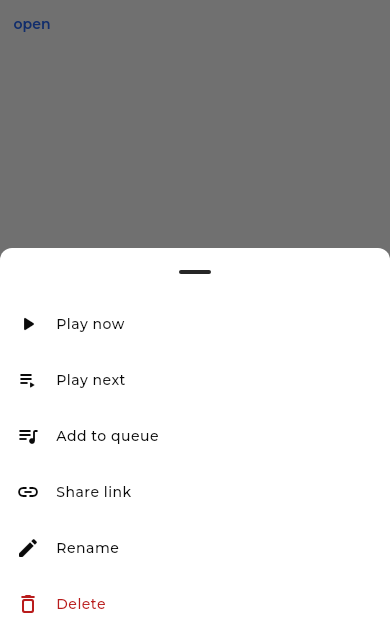 open
Play now
Play next
Add to queue
Share link
Rename
Delete